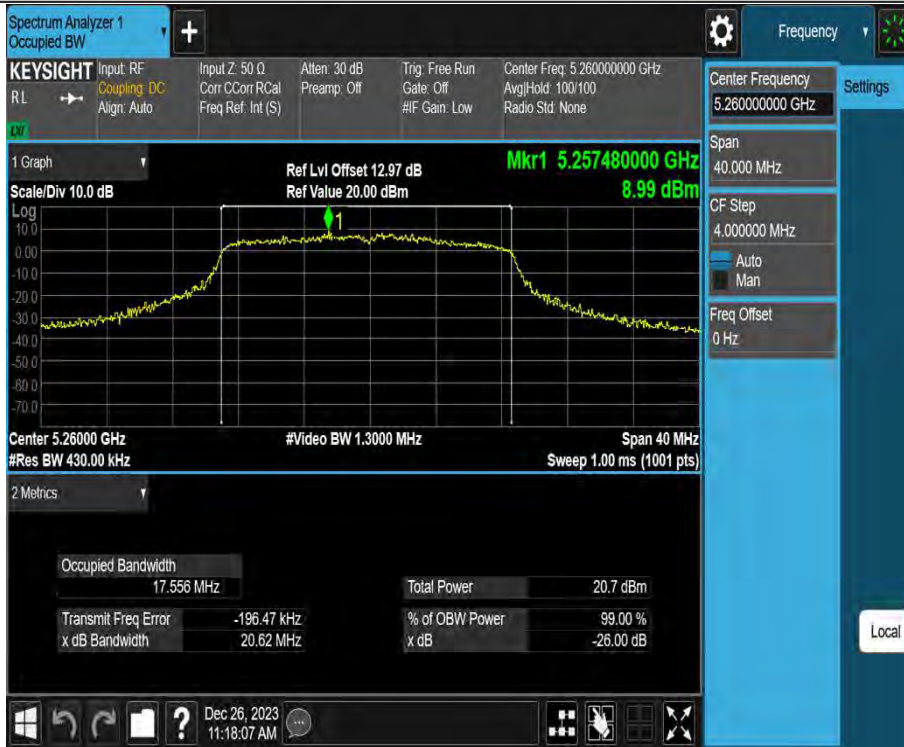 Spectrum Analyzer 1
Occupied BW
+
Frequency
KEYSIGHT
RL
Input: RF
Coupling: DC
Align: Auto
Input Z: 50 Ω
Corr CCorr RCal
Freq Ref: Int (S)
Atten: 30 dB
Preamp: Off
Trig: Free Run
Gate: Off
#IF Gain: Low
Center Freq: 5.260000000 GHz
Avg|Hold: 100/100
Radio Std: None
Center Frequency
5.260000000 GHz
Settings
Span
40.000 MHz
CF Step
4.000000 MHz
Auto
Man
Freq Offset
0 Hz
Local
1 Graph
Scale/Div 10.0 dB
Ref Lvl Offset 12.97 dB
Ref Value 20.00 dBm
Mkr1 5.257480000 GHz
8.99 dBm
Log
1
10.0
0.00
-10.0
-20.0
-30.0
-40.0
-50.0
-60.0
-70.0
Center 5.26000 GHz
#Video BW 1.3000 MHz
Span 40 MHz
#Res BW 430.00 kHz
Sweep 1.00 ms (1001 pts)
2 Metrics
Occupied Bandwidth
17.556 MHz
Total Power 20.7 dBm
Transmit Freq Error -196.47 kHz
% of OBW Power 99.00 %
x dB Bandwidth 20.62 MHz
x dB -26.00 dB
?
Dec 26, 2023
11:18:07 AM